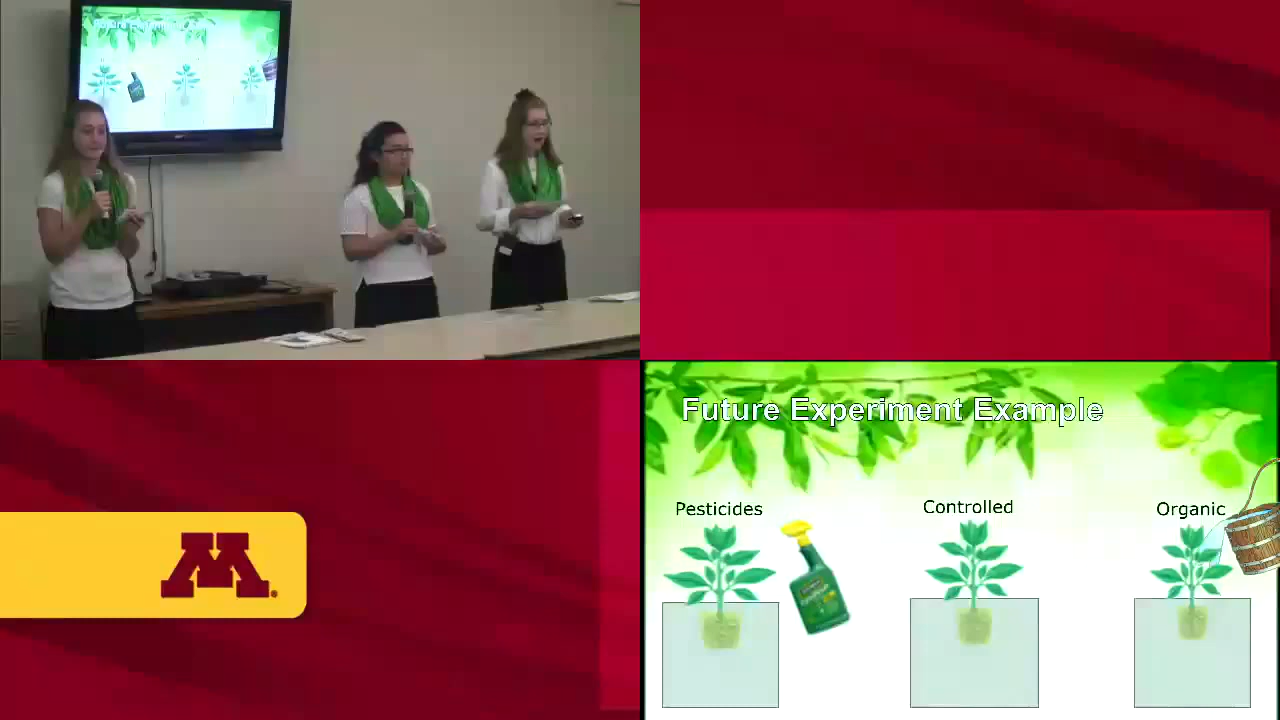 Future Experiment Example
Pesticides
Controlled
Organic
M